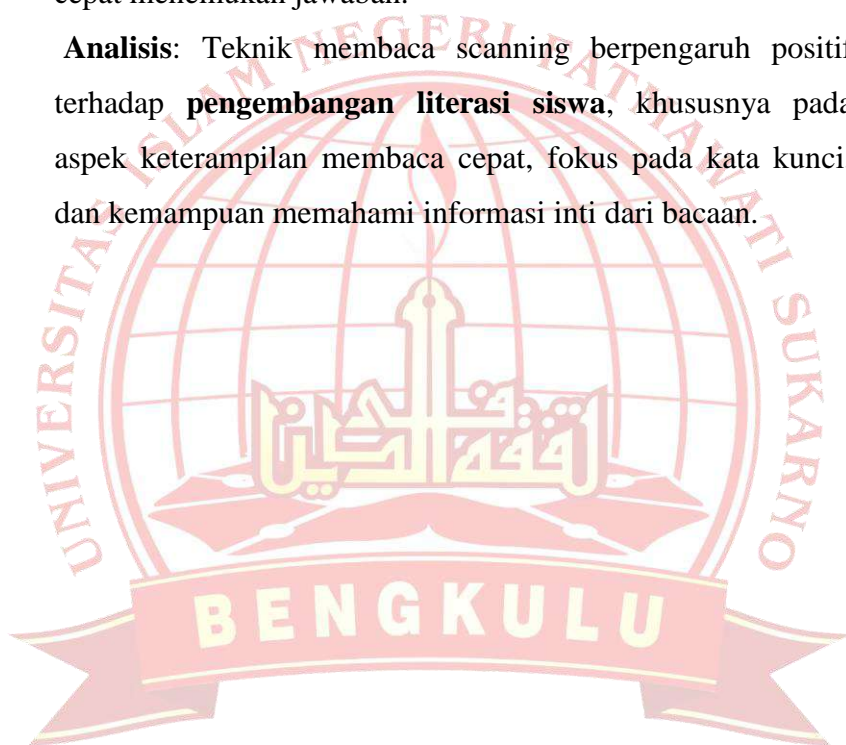 cepat menemukan jawaban.
Analisis: Teknik membaca scanning berpengaruh positif
terhadap pengembangan literasi siswa, khususnya pada
aspek keterampilan membaca cepat, fokus pada kata kunci
dan kemampuan memahami informasi inti dari bacaan.
UNIVERSITAS ISLAM NEGERI FATMAWATI SUKARNO
BENGKULU